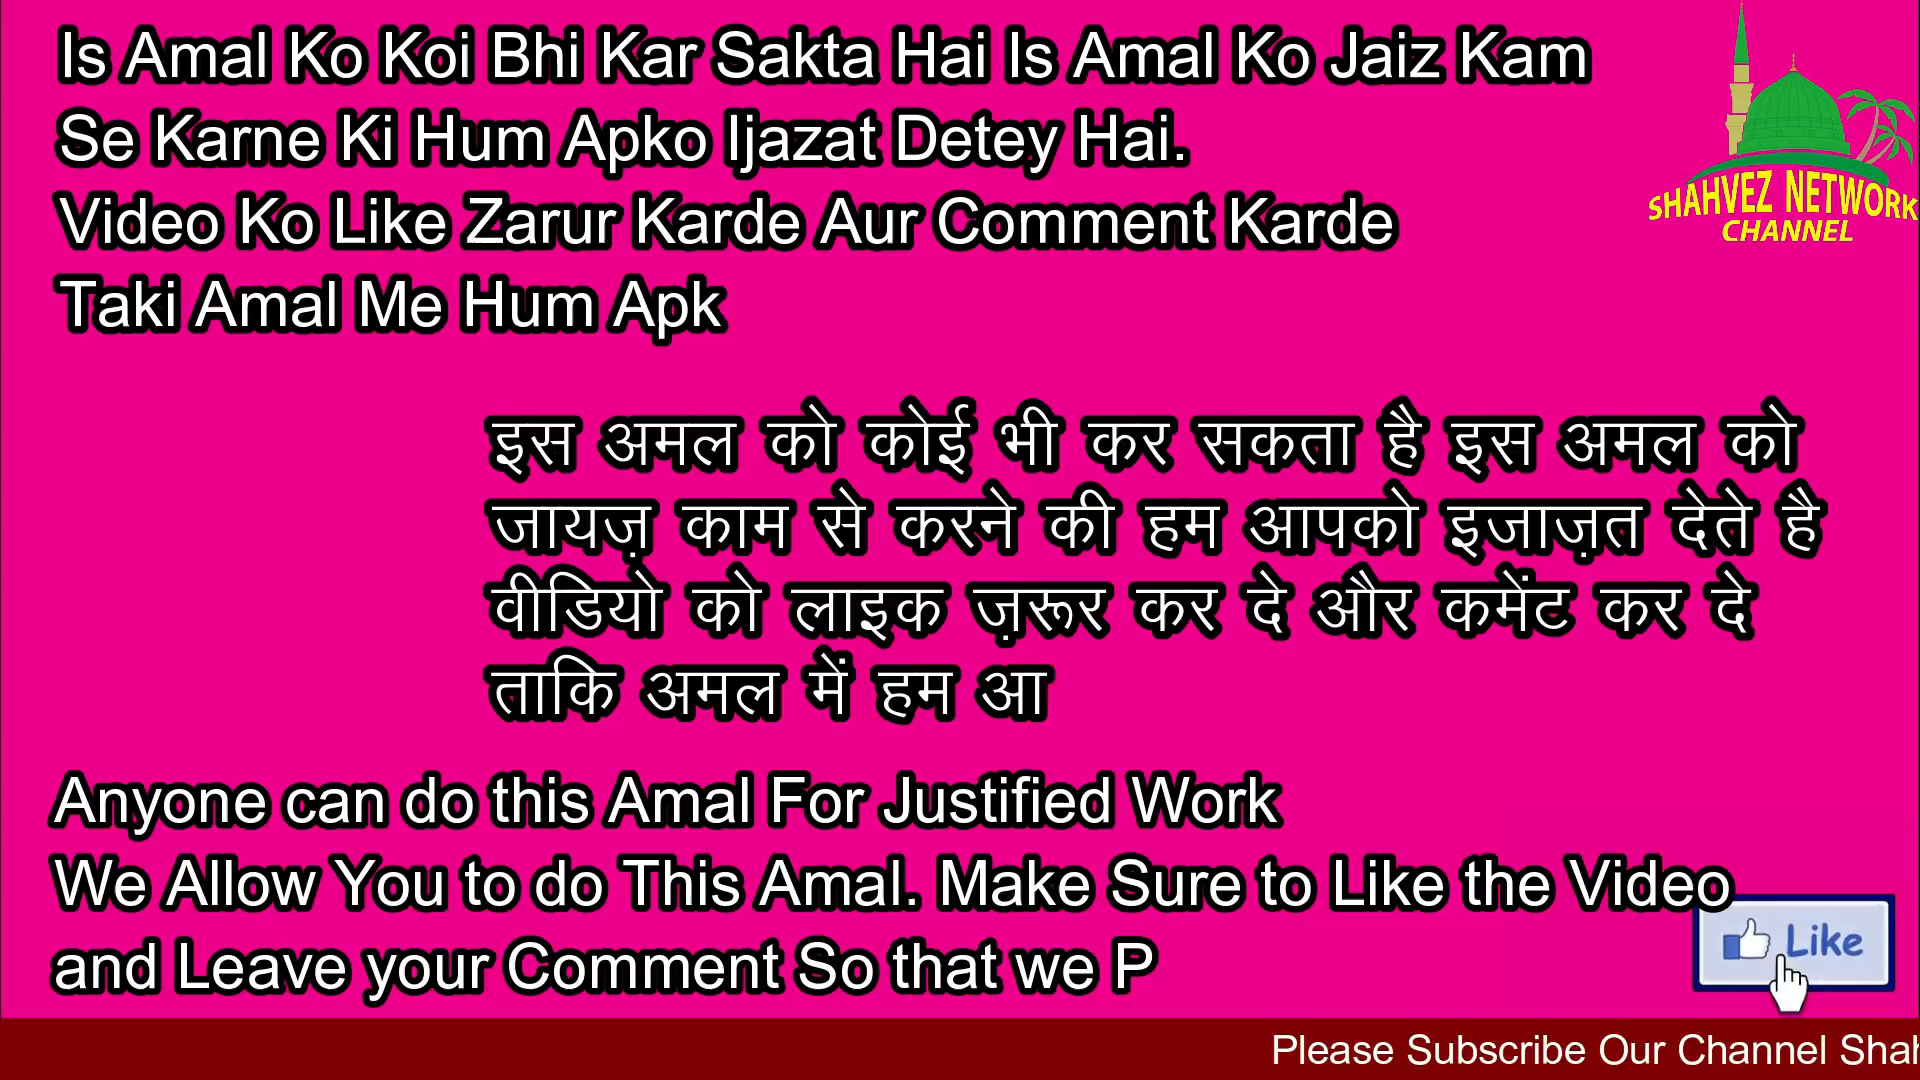 Is Amal Ko Koi Bhi Kar Sakta Hai Is Amal Ko Jaiz Kam
Se Karne Ki Hum Apko Ijazat Detey Hai.
Video Ko Like Zarur Karde Aur Comment Karde
Taki Amal Me Hum Apk
SHAHVEZ NETWORK
CHANNEL
इस अमल को कोई भी कर सकता है इस अमल को
जायज़ काम से करने की हम आपको इजाज़त देते है
वीडियो को लाइक ज़रूर कर दे और कमेंट कर दे
ताकि अमल में हम आ
Anyone can do this Amal For Justified Work
We Allow You to do This Amal. Make Sure to Like the Video
and Leave your Comment So that we P
Like
Please Subscribe Our Channel Shah